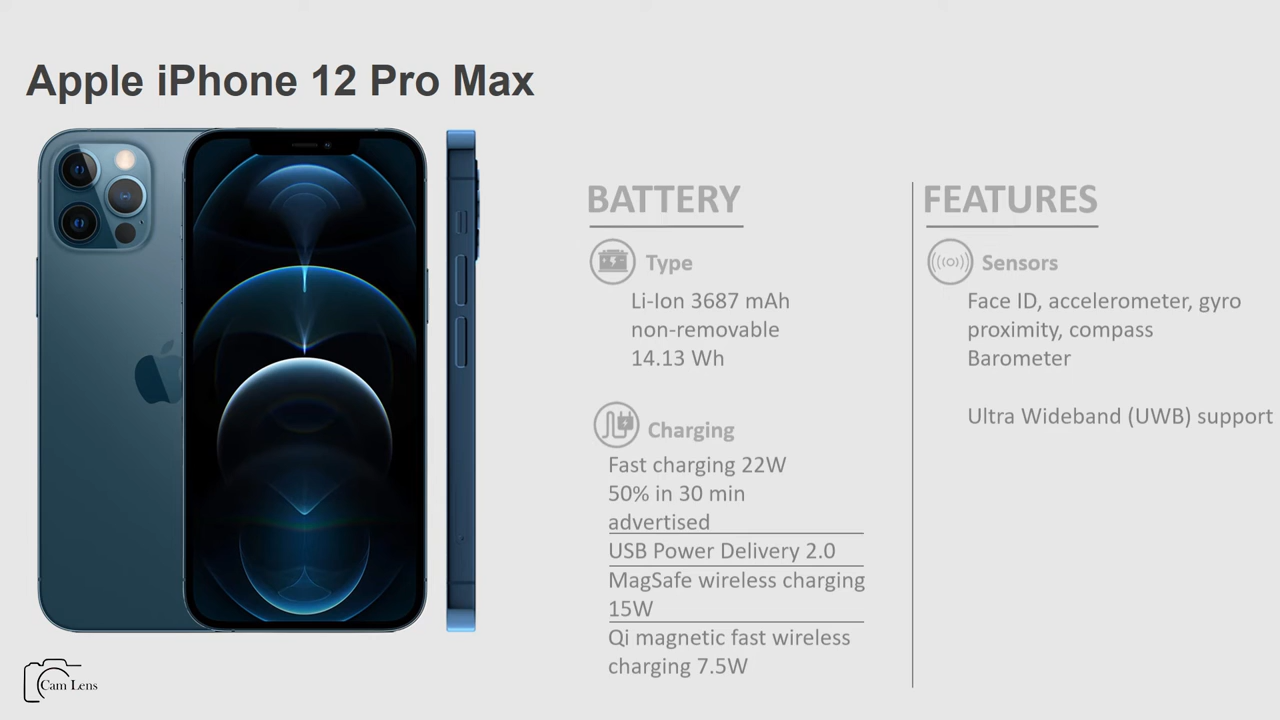 Apple iPhone 12 Pro Max
BATTERY
Type
Li-Ion 3687 mAh
non-removable
14.13 Wh
Charging
Fast charging 22W
50% in 30 min
advertised
USB Power Delivery 2.0
MagSafe wireless charging
15W
Qi magnetic fast wireless
charging 7.5W
FEATURES
Sensors
Face ID, accelerometer, gyro
proximity, compass
Barometer
Ultra Wideband (UWB) support
Cam Lens